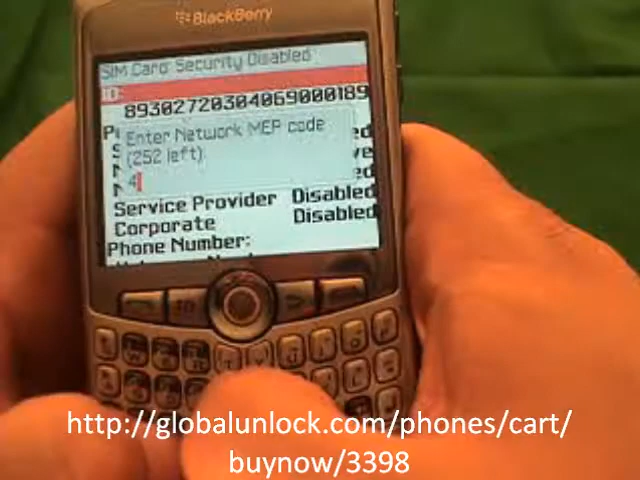 BlackBerry
SIM Card Security Disabled
ID:
89302720304069000189
Enter Network MEP code
(252 left)
4
Service Provider Disabled
Corporate Disabled
Phone Number:
http://globalunlock.com/phones/cart/
buynow/3398